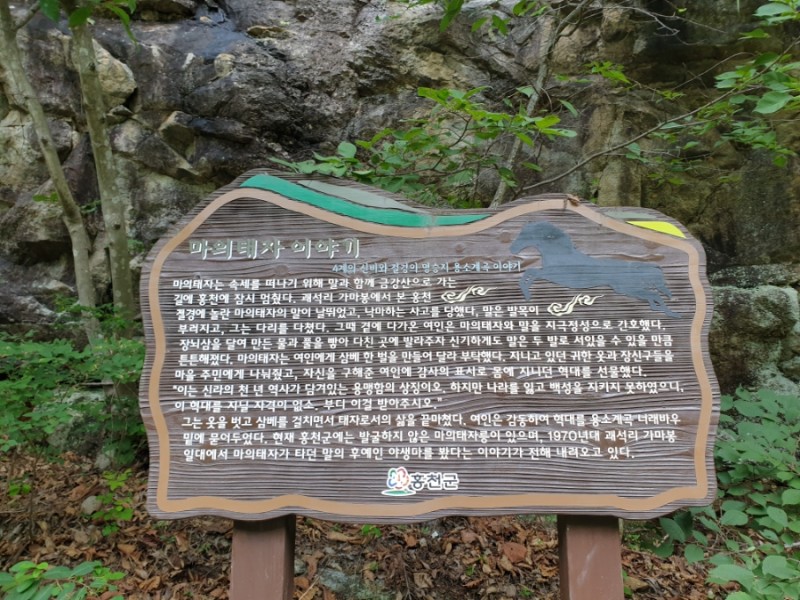 마의태자 이야기
4계의 신비와 절경의 명승지 용소계곡 이야기
마의태자는 속세를 떠나기 위해 말과 함께 금강산으로 가는
길에 홍천에 잠시 멈췄다. 괘석리 가마봉에서 본 홍천
절경에 놀란 마의태자의 말이 날뛰었고, 낙마하는 사고를 당했다. 말은 발목이
부러지고, 그는 다리를 다쳤다. 그때 곁에 다가온 여인은 마의태자와 말을 지극정성으로 간호했다.
장뇌삼을 달여 만든 물과 풀을 빻아 다친 곳에 발라주자 신기하게도 말은 두 발로 서있을 수 있을 만큼
튼튼해졌다. 마의태자는 여인에게 삼베 한 벌을 만들어 달라 부탁했다. 지니고 있던 귀한 옷과 장신구들을
마을 주민에게 나눠줬고, 자신을 구해준 여인에 감사의 표시로 몸에 지니던 혁대를 선물했다.
"이는 신라의 천 년 역사가 담겨있는 용맹함의 상징이오. 하지만 나라를 잃고 백성을 지키지 못하였으니,
이 혁대를 지닐 자격이 없소. 부디 이걸 받아주시오."
그는 옷을 벗고 삼베를 걸치면서 태자로서의 삶을 끝마쳤다. 여인은 감동하여 혁대를 용소계곡 너래바위
밑에 묻어두었다. 현재 홍천군에는 발굴하지 않은 마의태자릉이 있으며, 1970년대 괘석리 가마봉
일대에서 마의태자가 타던 말의 후예인 야생마를 봤다는 이야기가 전해 내려오고 있다.
홍천군